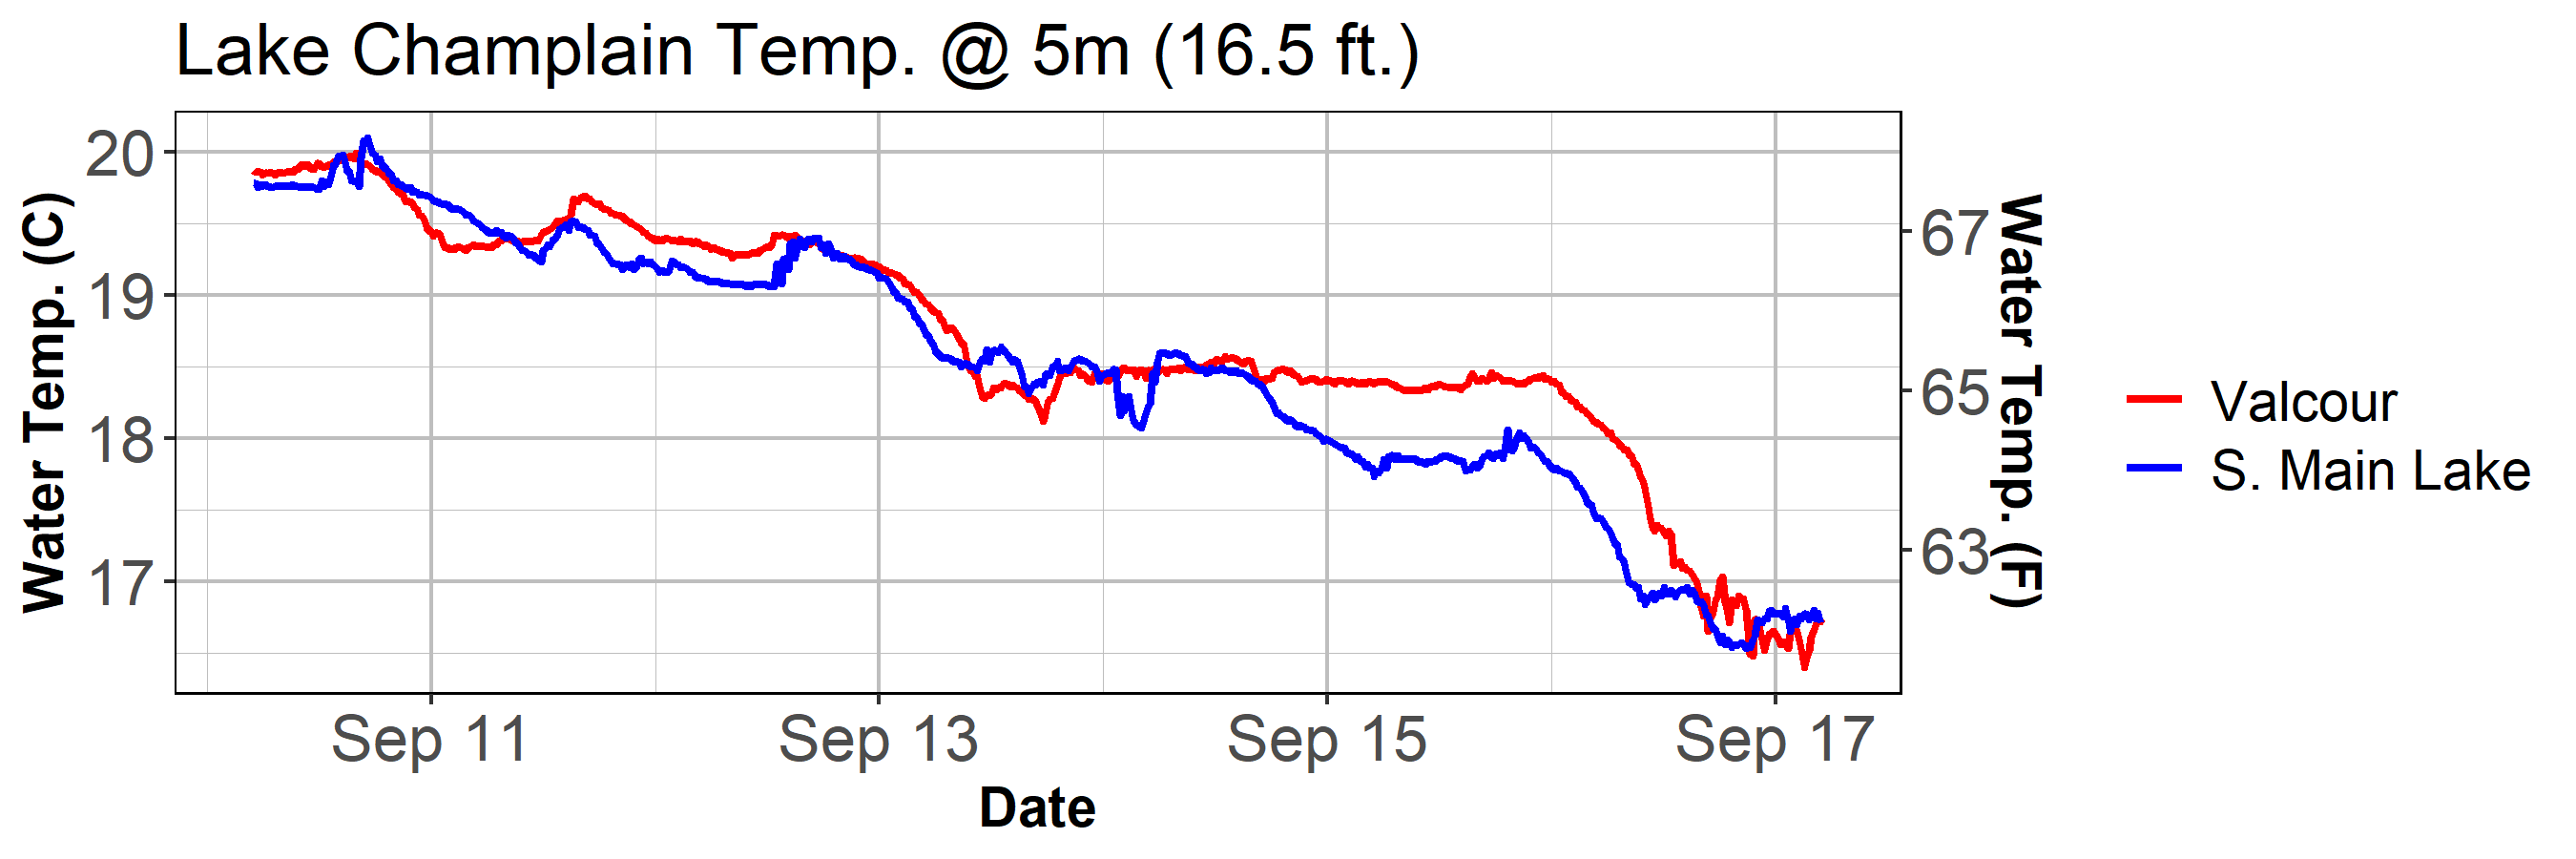 Lake Champlain Temp. @ 5m (16.5 ft.)
Water Temp. (C)
20
19
18
17
67
65
63
Water Temp. (F)
Valcour
S. Main Lake
Sep 11
Sep 13
Sep 15
Sep 17
Date